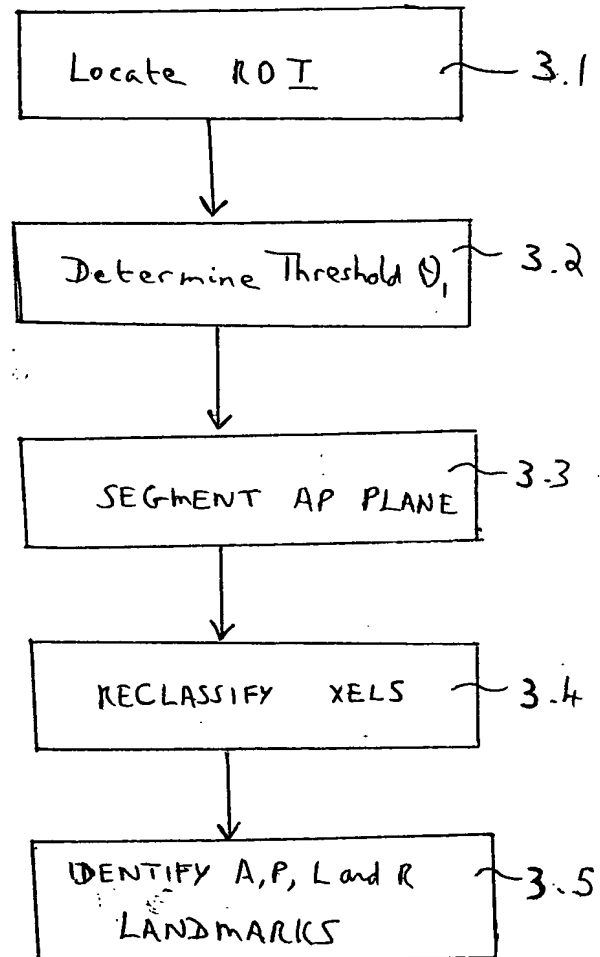 Locate ROI 3.1
Determine Threshold θ₁ 3.2
SEGMENT AP PLANE 3.3
RECLASSIFY XELS 3.4
IDENTIFY A,P, L and R 3.5
LANDMARKS